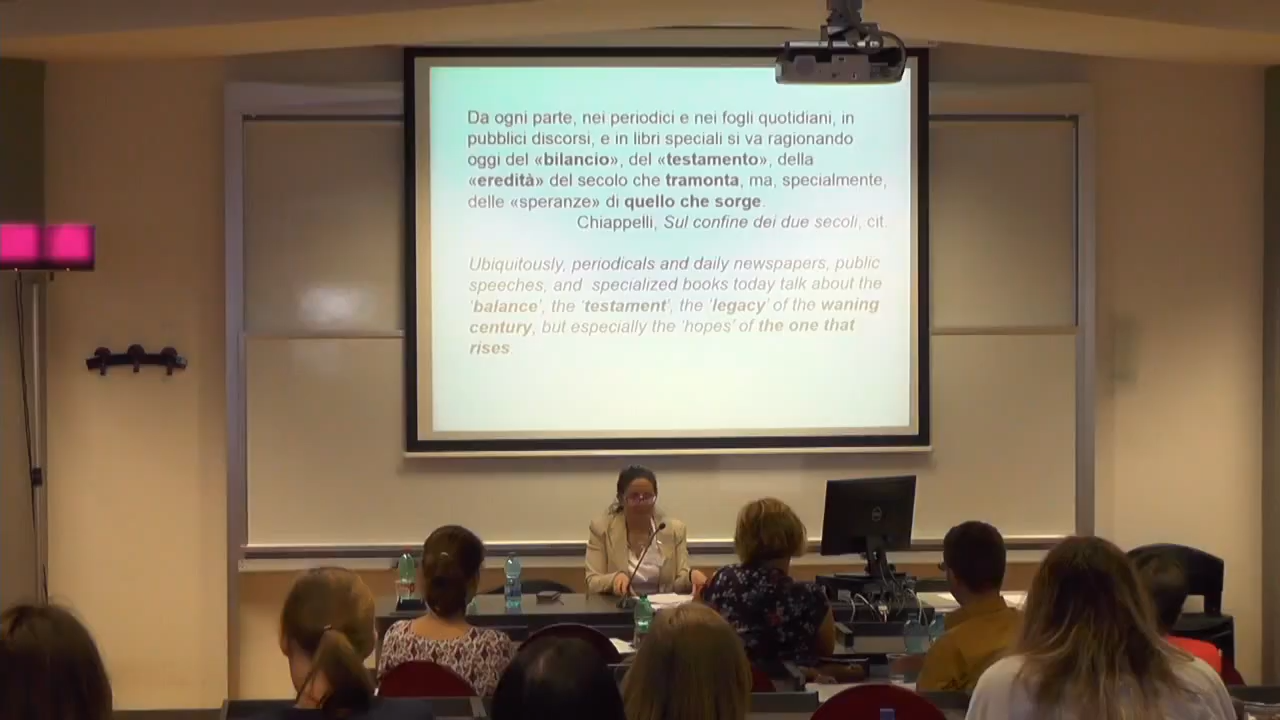 Da ogni parte, nei periodici e nei fogli quotidiani, in
pubblici discorsi, e in libri speciali si va ragionando
oggi del «bilancio», del «testamento», della
«eredità» del secolo che tramonta, ma, specialmente,
delle «speranze» di quello che sorge.
Chiappelli, Sul confine dei due secoli, cit.
Ubiquitously, periodicals and daily newspapers, public
speeches, and specialized books today talk about the
'balance', the 'testament', the 'legacy' of the waning
century, but especially the 'hopes' of the one that
rises.